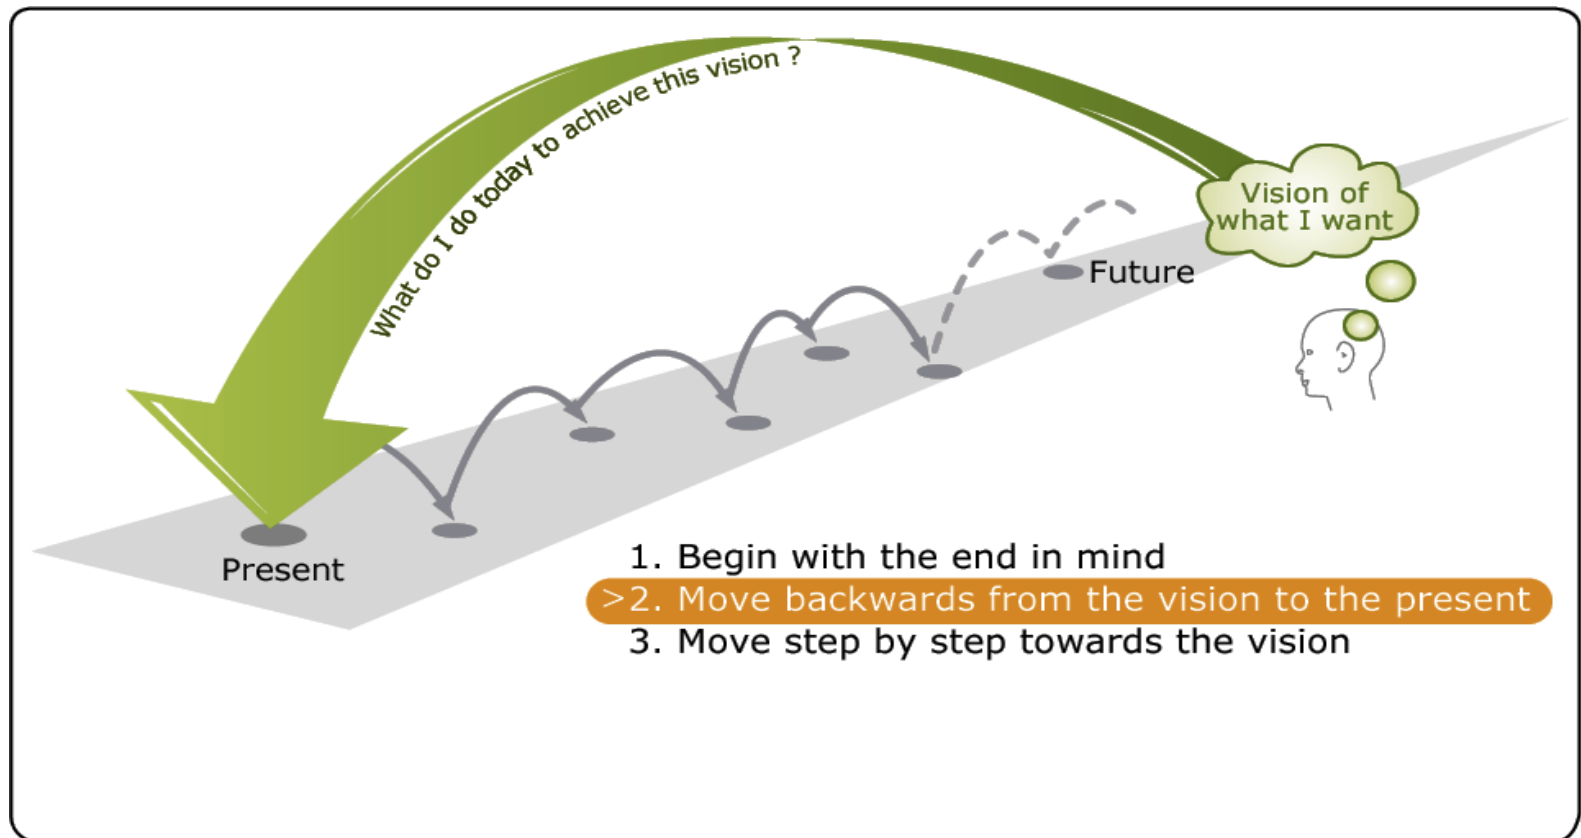 What do I do today to achieve this vision ?
Vision of
what I want
Future
Present
1. Begin with the end in mind
>2. Move backwards from the vision to the present
3. Move step by step towards the vision